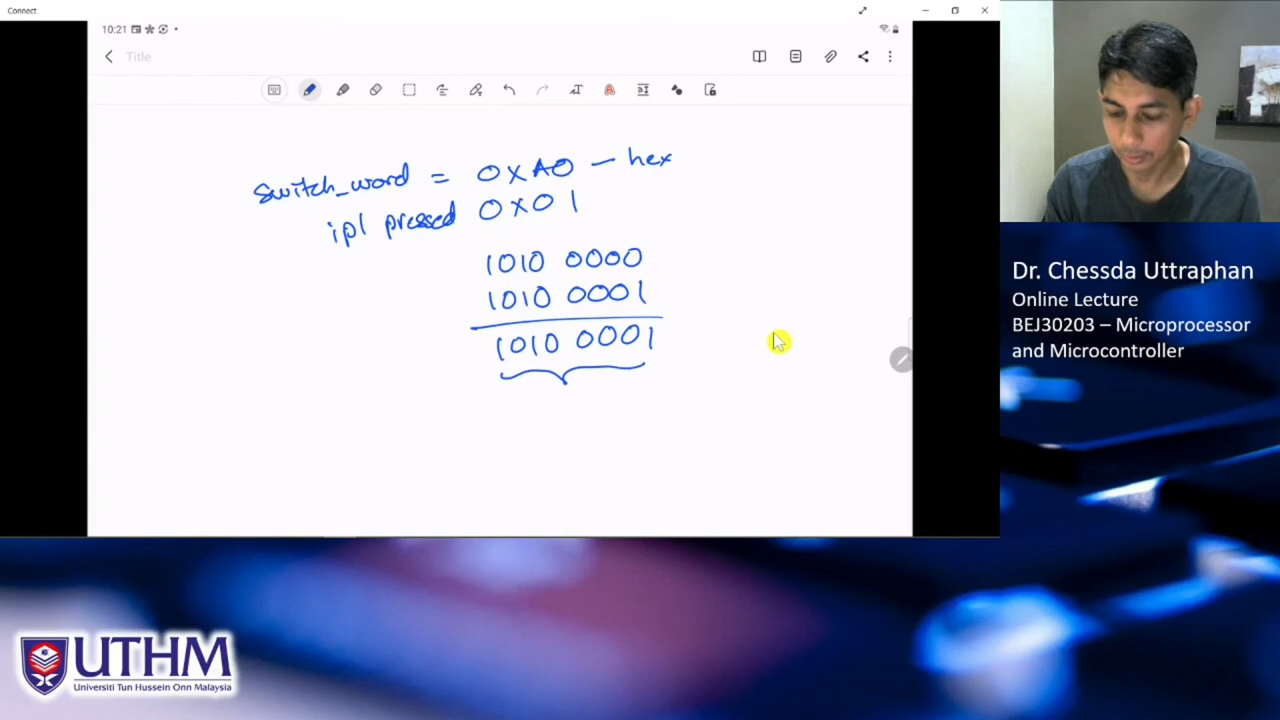 Connect
10:21
Title
switch_word = 0xA0 – hex
ip1 pressed 0x01
1010 0000
1010 0001
1010 0001
Dr. Chessda Uttraphan
Online Lecture
BEJ30203 – Microprocessor
and Microcontroller
UTHM
Universiti Tun Hussein Onn Malaysia